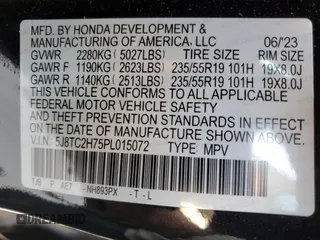 MFD. BY HONDA DEVELOPMENT &
MANUFACTURING OF AMERICA, LLC 06/'23
GVWR 2280KG (5027LBS) TIRE SIZE RIM SIZE
GAWR F 1190KG (2623LBS) 235/55R19 101H 19X8.0J
GAWR R 1140KG (2513LBS) 235/55R19 101H 19X8.0J
THIS VEHICLE CONFORMS TO ALL APPLICABLE
FEDERAL MOTOR VEHICLE SAFETY, BUMPER, AND
THEFT PREVENTION STANDARDS IN EFFECT ON THE
DATE OF MANUFACTURE SHOWN ABOVE.
V.I.N. 5J8TC2H75PL015072 TYPE: MPV
NH893PX -T-L
DREAMBID